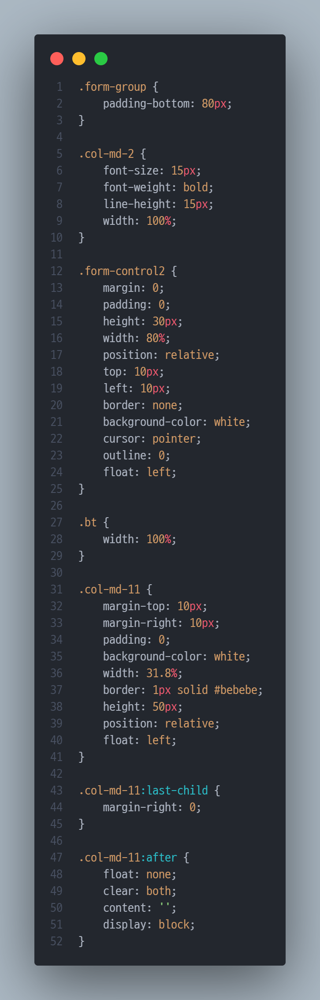 1 .form-group {
2     padding-bottom: 80px;
3 }
4
5 .col-md-2 {
6     font-size: 15px;
7     font-weight: bold;
8     line-height: 15px;
9     width: 100%;
10 }
11
12 .form-control2 {
13     margin: 0;
14     padding: 0;
15     height: 30px;
16     width: 80%;
17     position: relative;
18     top: 10px;
19     left: 10px;
20     border: none;
21     background-color: white;
22     cursor: pointer;
23     outline: 0;
24     float: left;
25 }
26
27 .bt {
28     width: 100%;
29 }
30
31 .col-md-11 {
32     margin-top: 10px;
33     margin-right: 10px;
34     padding: 0;
35     background-color: white;
36     width: 31.8%;
37     border: 1px solid #bebebe;
38     height: 50px;
39     position: relative;
40     float: left;
41 }
42
43 .col-md-11:last-child {
44     margin-right: 0;
45 }
46
47 .col-md-11:after {
48     float: none;
49     clear: both;
50     content: '';
51     display: block;
52 }